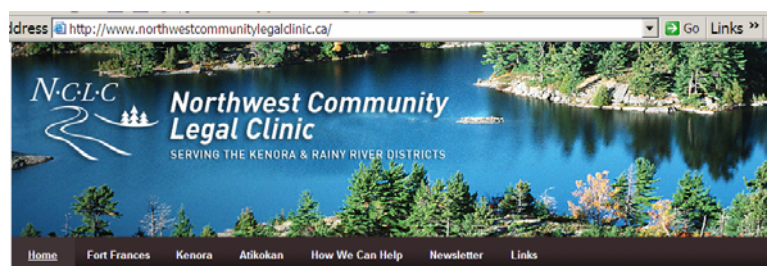 ddress http://www.northwestcommunitylegalclinic.ca/ Go Links »
N·C·L·C
Northwest Community
Legal Clinic
SERVING THE KENORA & RAINY RIVER DISTRICTS
Home Fort Frances Kenora Atikokan How We Can Help Newsletter Links